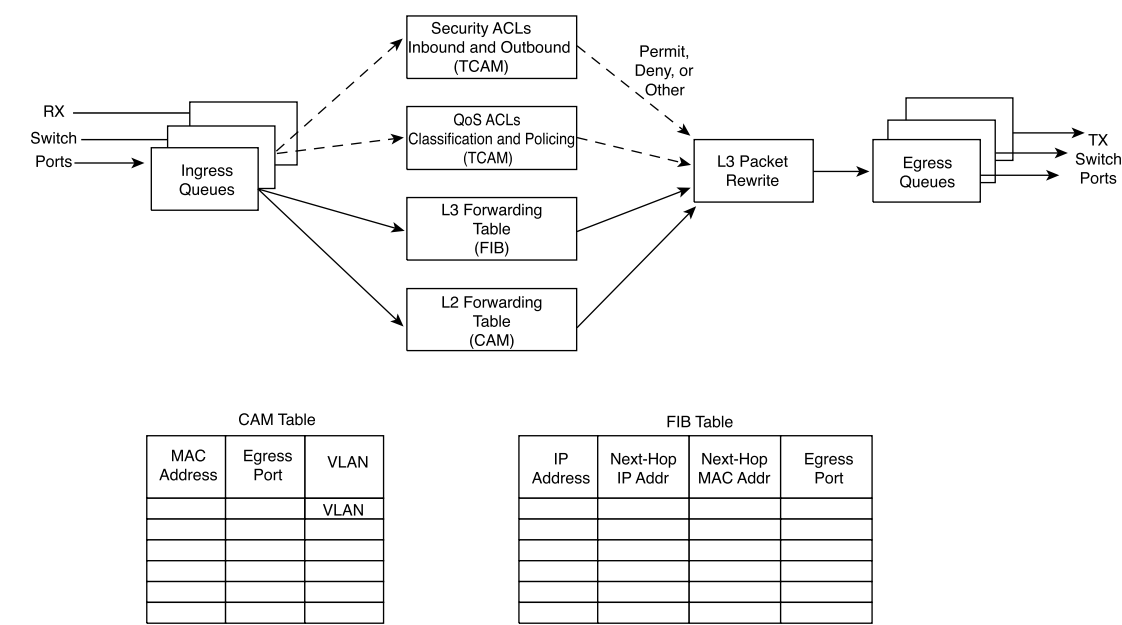 Security ACLs
Inbound and Outbound
(TCAM)
Permit,
Deny, or
Other
RX
Switch
Ports
Ingress
Queues
QoS ACLs
Classification and Policing
(TCAM)
L3 Forwarding
Table
(FIB)
L2 Forwarding
Table
(CAM)
L3 Packet
Rewrite
Egress
Queues
TX
Switch
Ports
CAM Table
MAC
Address
Egress
Port
VLAN
VLAN
FIB Table
IP
Address
Next-Hop
IP Addr
Next-Hop
MAC Addr
Egress
Port